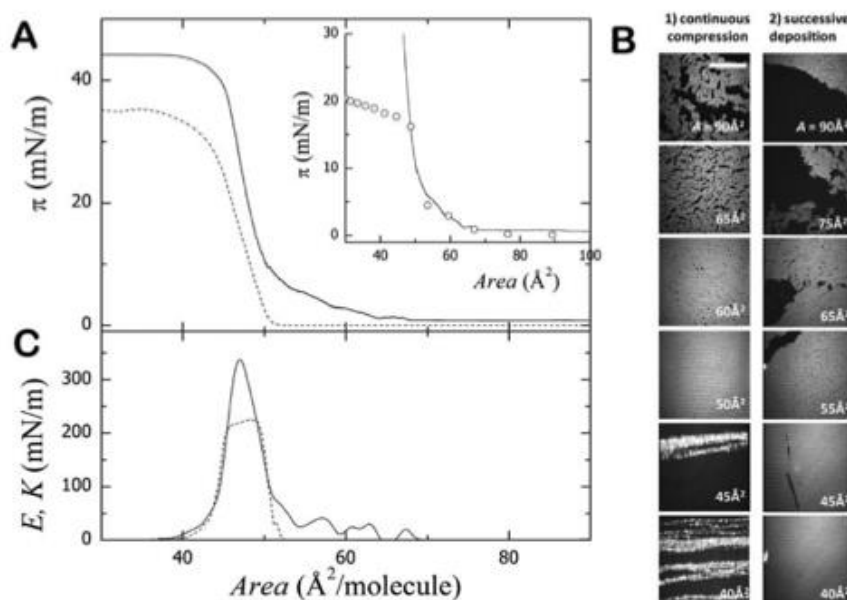 A
π (mN/m)
40
20
0
π (mN/m)
30
20
10
0
40 60 80 100
Area (Å²)
C
E, K (mN/m)
300
200
100
0
40 60 80
Area (Å²/molecule)
B
1) continuous
compression
2) successive
deposition
A = 90Å²
A = 90Å²
65Å²
75Å²
60Å²
65Å²
50Å²
55Å²
45Å²
45Å²
40Å²
40Å²